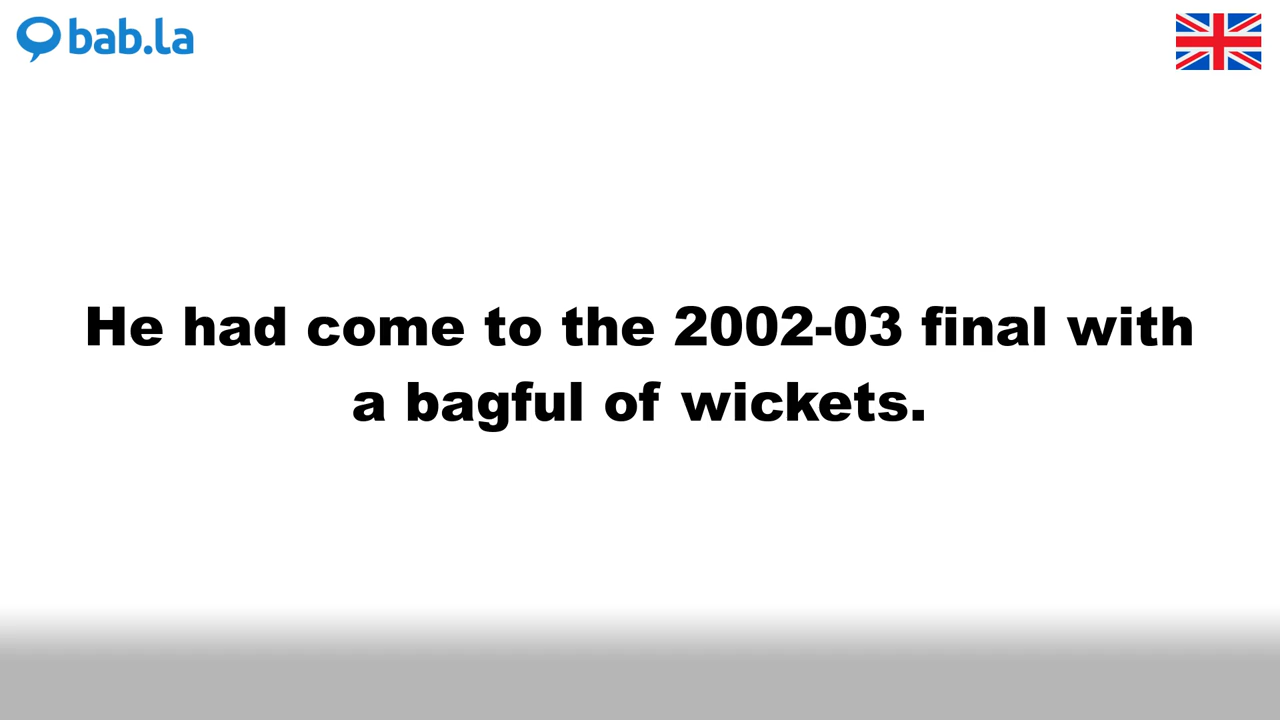 bab.la
He had come to the 2002-03 final with
a bagful of wickets.